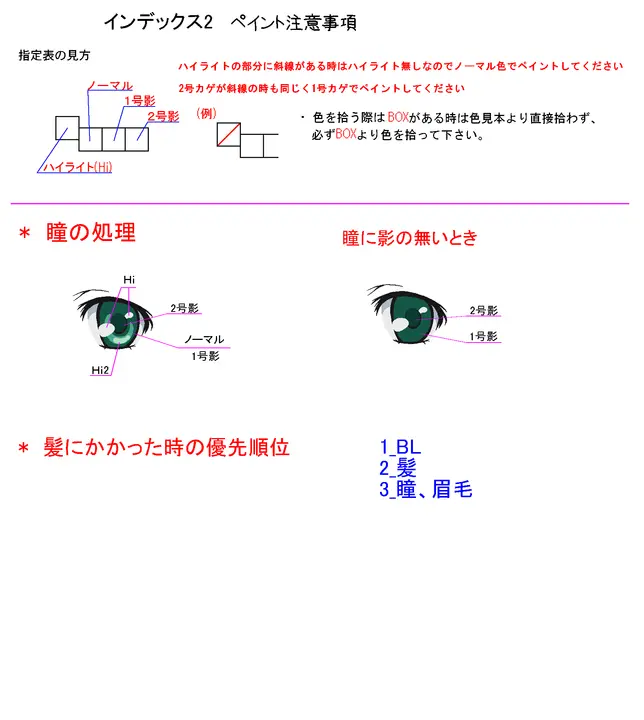 インデックス2　ペイント注意事項
指定表の見方
ハイライトの部分に斜線がある時はハイライト無しなのでノーマル色でペイントしてください
2号カゲが斜線の時も同じく1号カゲでペイントしてください
ノーマル
1号影
2号影
ハイライト(Hi)
(例)
・ 色を拾う際はBOXがある時は色見本より直接拾わず、
必ずBOXより色を拾って下さい。
* 瞳の処理
瞳に影の無いとき
Hi
2号影
ノーマル
1号影
Hi2
2号影
1号影
* 髪にかかった時の優先順位
1_BL
2_髪
3_瞳、眉毛